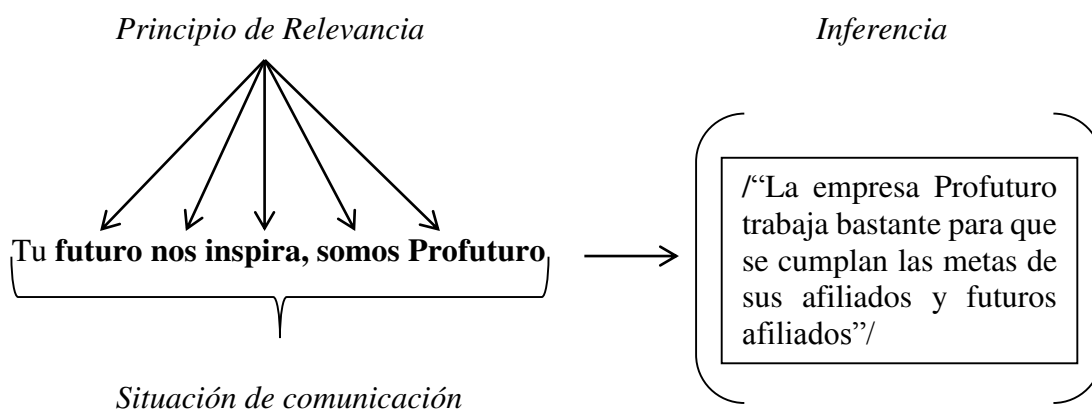 Principio de Relevancia
Inferencia
Tu futuro nos inspira, somos Profuturo
/“La empresa Profuturo
trabaja bastante para que
se cumplan las metas de
sus afiliados y futuros
afiliados”/
Situación de comunicación